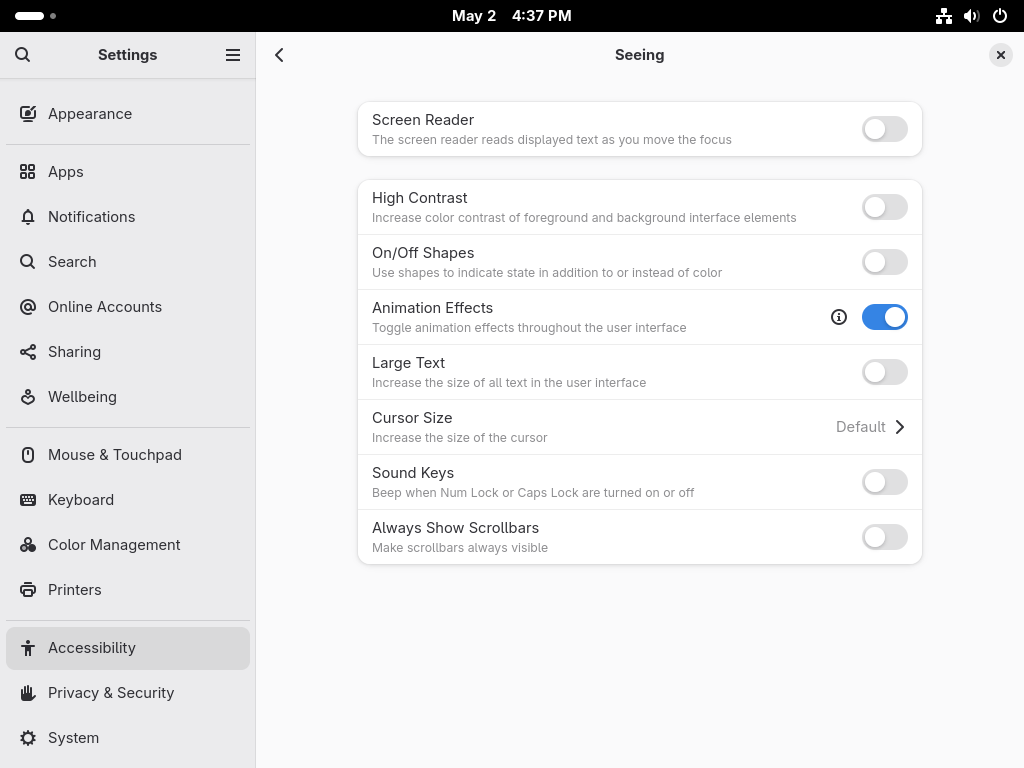 May 2 4:37 PM
Settings
Seeing
Appearance
Apps
Notifications
Search
Online Accounts
Sharing
Wellbeing
Mouse & Touchpad
Keyboard
Color Management
Printers
Accessibility
Privacy & Security
System
Screen Reader
The screen reader reads displayed text as you move the focus
High Contrast
Increase color contrast of foreground and background interface elements
On/Off Shapes
Use shapes to indicate state in addition to or instead of color
Animation Effects
Toggle animation effects throughout the user interface
Large Text
Increase the size of all text in the user interface
Cursor Size
Increase the size of the cursor
Default
Sound Keys
Beep when Num Lock or Caps Lock are turned on or off
Always Show Scrollbars
Make scrollbars always visible